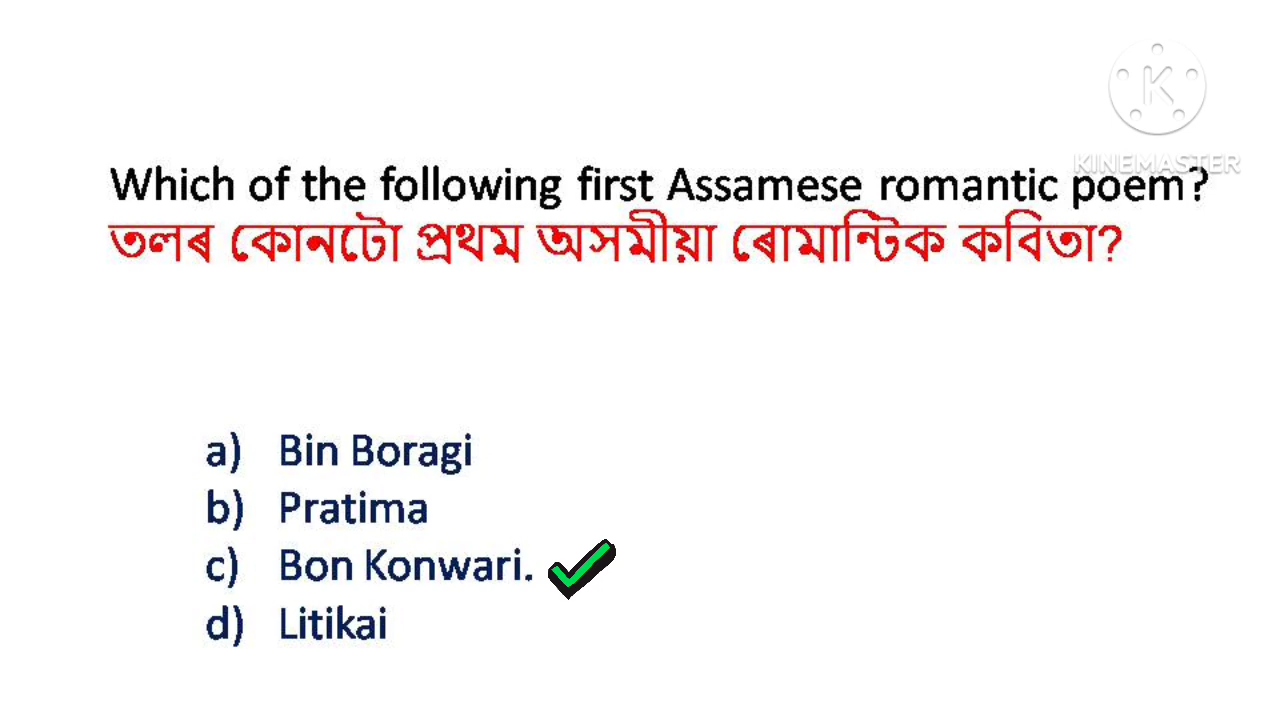 KINEMASTER
Which of the following first Assamese romantic poem?
তলৰ কোনটো প্ৰথম অসমীয়া ৰোমান্টিক কবিতা?
a) Bin Boragi
b) Pratima
c) Bon Konwari.
d) Litikai